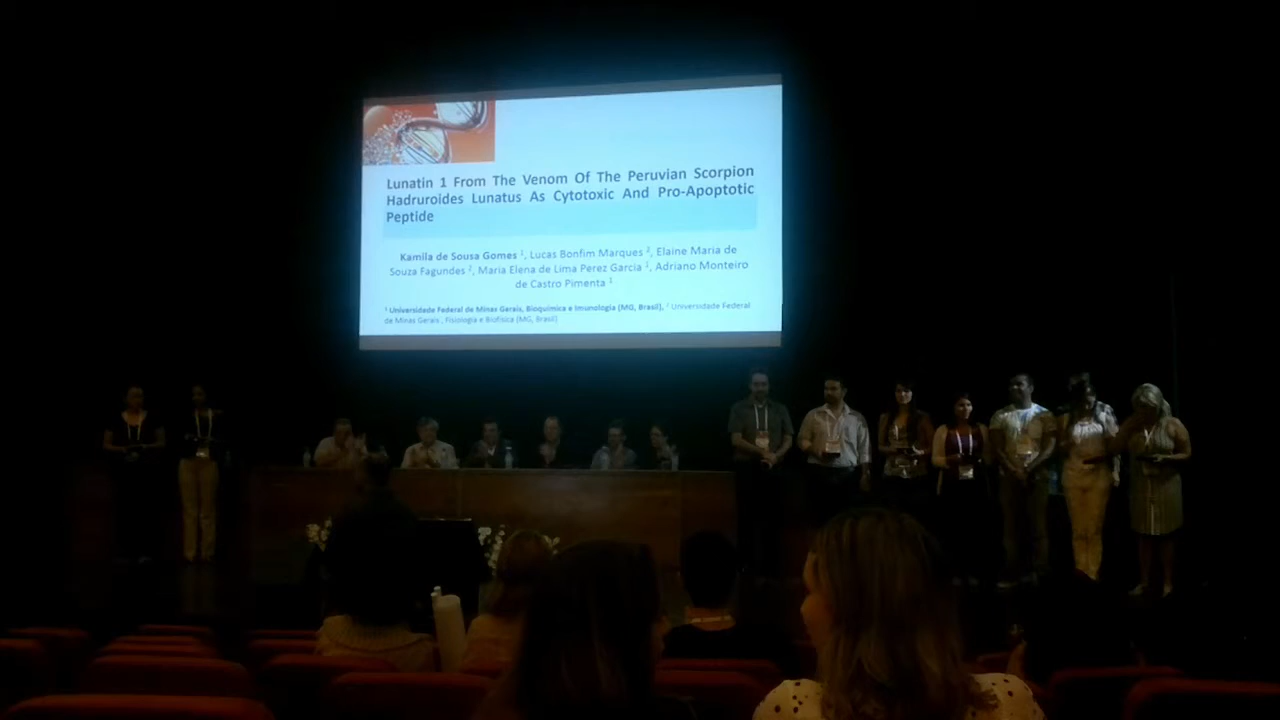 Lunatin 1 From The Venom Of The Peruvian Scorpion
Hadruroides Lunatus As Cytotoxic And Pro-Apoptotic
Peptide
Kamila de Sousa Gomes ¹, Lucas Bonfim Marques ², Elaine Maria de
Souza Fagundes ², Maria Elena de Lima Perez Garcia ¹, Adriano Monteiro
de Castro Pimenta ¹
¹ Universidade Federal de Minas Gerais, Bioquímica e Imunologia (MG, Brasil), ² Universidade Federal
de Minas Gerais , Fisiologia e Biofísica (MG, Brasil)